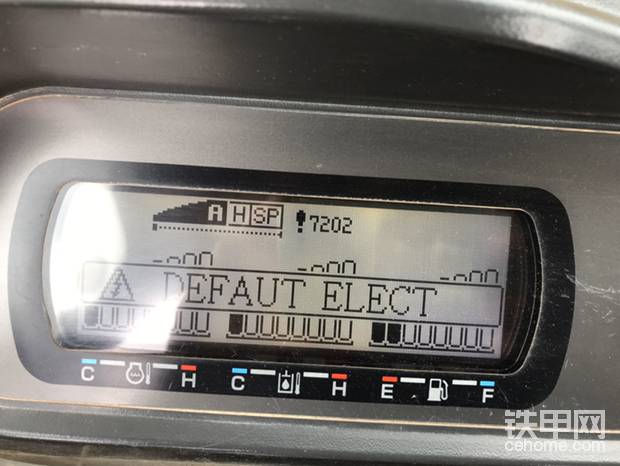 A H SP 7202
DEFAUT ELECT
C H C H E F
铁甲网
cehome.com